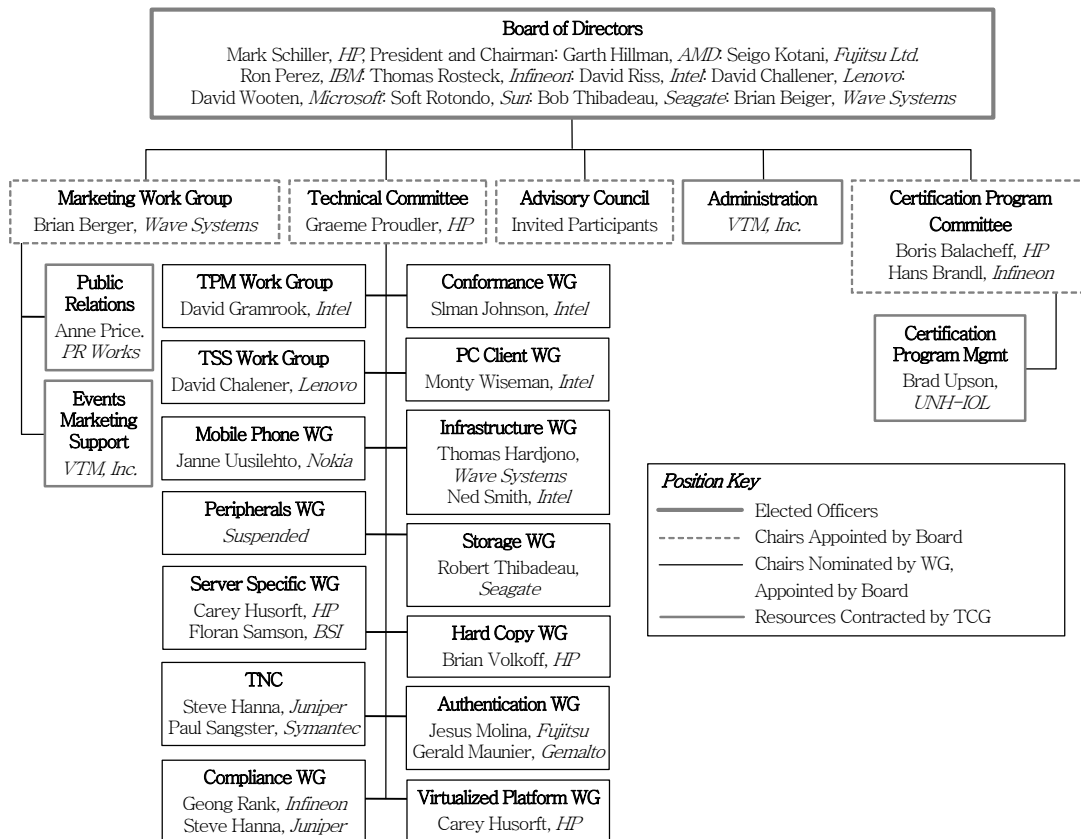 Board of Directors
Mark Schiller, HP, President and Chairman: Garth Hillman, AMD: Seigo Kotani, Fujitsu Ltd.
Ron Perez, IBM: Thomas Rosteck, Infineon: David Riss, Intel: David Challener, Lenovo:
David Wooten, Microsoft: Soft Rotondo, Sun: Bob Thibadeau, Seagate: Brian Beiger, Wave Systems
Marketing Work Group
Brian Berger, Wave Systems
Technical Committee
Graeme Proudler, HP
Advisory Council
Invited Participants
Administration
VTM, Inc.
Certification Program
Committee
Boris Balacheff, HP
Hans Brandl, Infineon
Public
Relations
Anne Price.
PR Works
Events
Marketing
Support
VTM, Inc.
TPM Work Group
David Gramrook, Intel
TSS Work Group
David Chalener, Lenovo
Mobile Phone WG
Janne Uusilehto, Nokia
Peripherals WG
Suspended
Server Specific WG
Carey Husorft, HP
Floran Samson, BSI
TNC
Steve Hanna, Juniper
Paul Sangster, Symantec
Compliance WG
Geong Rank, Infineon
Steve Hanna, Juniper
Conformance WG
Slman Johnson, Intel
PC Client WG
Monty Wiseman, Intel
Infrastructure WG
Thomas Hardjono,
Wave Systems
Ned Smith, Intel
Storage WG
Robert Thibadeau,
Seagate
Hard Copy WG
Brian Volkoff, HP
Authentication WG
Jesus Molina, Fujitsu
Gerald Maunier, Gemalto
Virtualized Platform WG
Carey Husorft, HP
Certification
Program Mgmt
Brad Upson,
UNH-IOL
Position Key
Elected Officers
Chairs Appointed by Board
Chairs Nominated by WG,
Appointed by Board
Resources Contracted by TCG